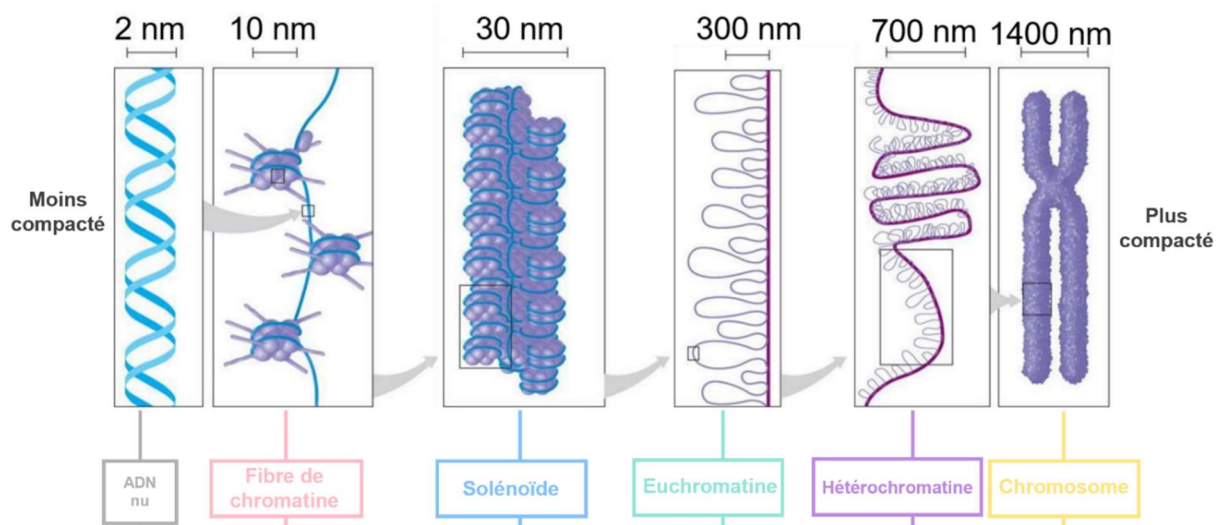 2 nm
10 nm
30 nm
300 nm
700 nm
1400 nm
Moins
compacté
Plus
compacté
ADN
nu
Fibre de
chromatine
Solénoïde
Euchromatine
Hétérochromatine
Chromosome